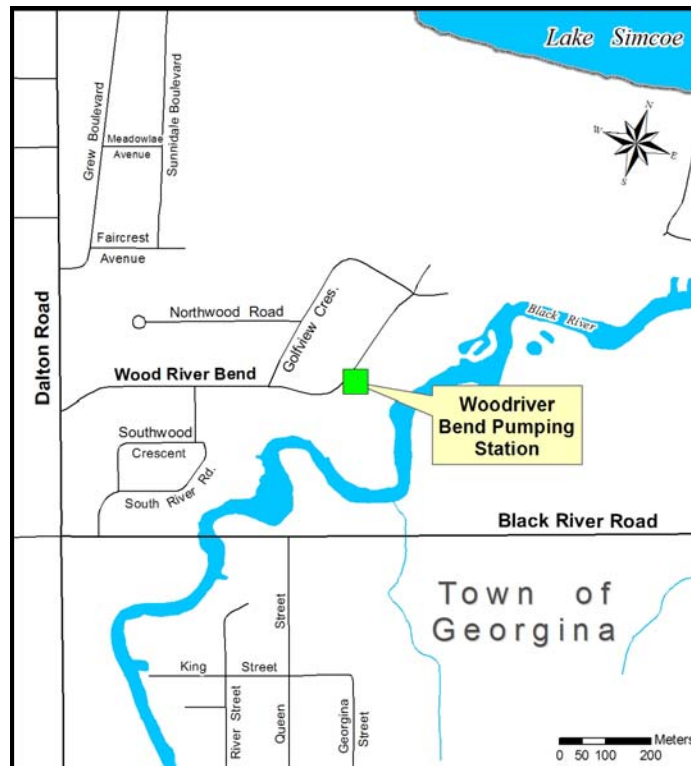 Lake Simcoe
N
W
E
S
Grew Boulevard
Meadowlae
Avenue
Sunnidale Boulevard
Faircrest
Avenue
Dalton Road
Northwood Road
Golfview Cres.
Black River
Wood River Bend
Woodriver
Bend Pumping
Station
Southwood
Crescent
South River Rd.
Black River Road
Town of
Georgina
King Street
River Street
Queen Street
Georgina
Street
Meters
0 50 100 200